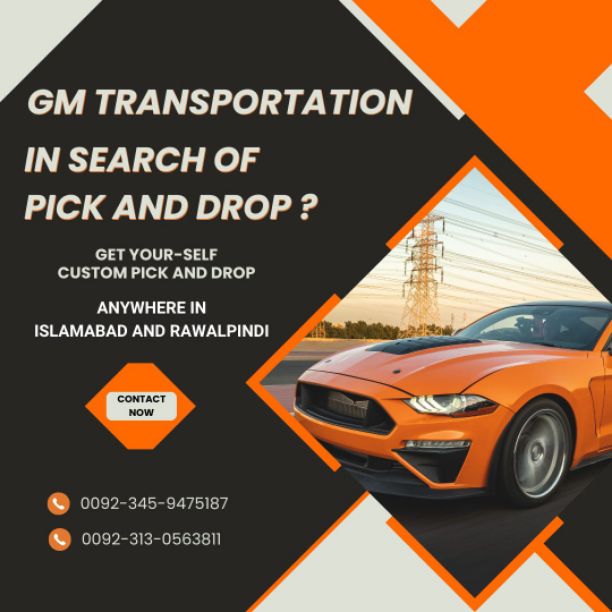 GM TRANSPORTATION
IN SEARCH OF
PICK AND DROP ?
GET YOUR-SELF
CUSTOM PICK AND DROP
ANYWHERE IN
ISLAMABAD AND RAWALPINDI
CONTACT
NOW
0092-345-9475187
0092-313-0563811